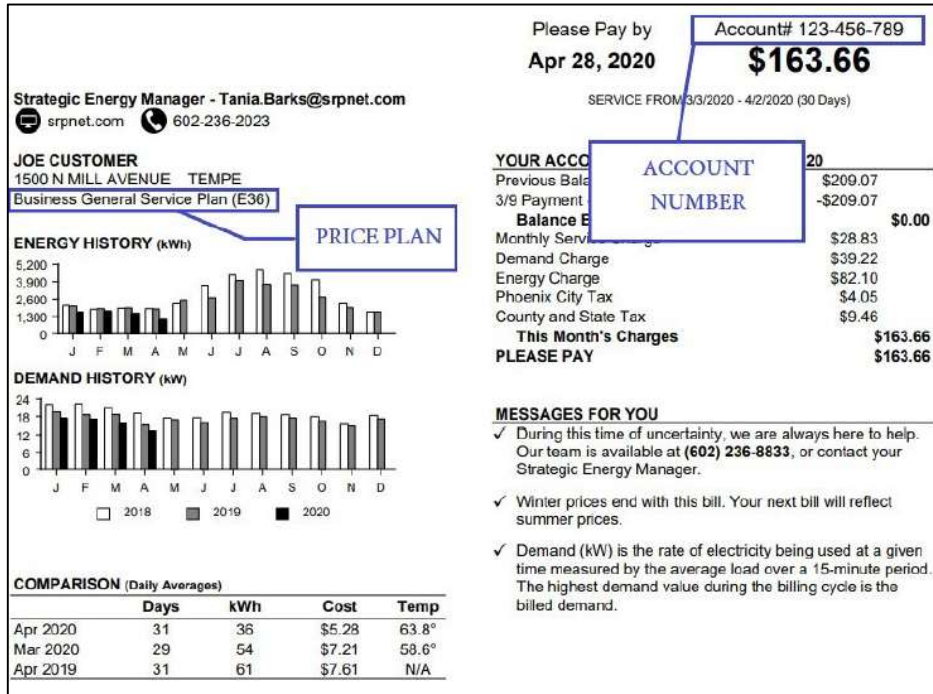 Please Pay by
Apr 28, 2020
Account# 123-456-789
$163.66
SERVICE FROM 3/3/2020 - 4/2/2020 (30 Days)
Strategic Energy Manager - Tania.Barks@srpnet.com
srpnet.com 602-236-2023
JOE CUSTOMER
1500 N MILL AVENUE TEMPE
Business General Service Plan (E36)
PRICE PLAN
ENERGY HISTORY (kWh)
5,200
3,900
2,600
1,300
0
J F M A M J J A S O N D
DEMAND HISTORY (kW)
24
18
12
6
0
J F M A M J J A S O N D
2018 2019 2020
COMPARISON (Daily Averages)
Days kWh Cost Temp
Apr 2020 31 36 $5.28 63.8°
Mar 2020 29 54 $7.21 58.6°
Apr 2019 31 61 $7.61 N/A
ACCOUNT
NUMBER
YOUR ACCO 20
Previous Bala $209.07
3/9 Payment -$209.07
Balance $0.00
Monthly Serv $28.83
Demand Charge $39.22
Energy Charge $82.10
Phoenix City Tax $4.05
County and State Tax $9.46
This Month's Charges $163.66
PLEASE PAY $163.66
MESSAGES FOR YOU
✓ During this time of uncertainty, we are always here to help.
Our team is available at (602) 236-8833, or contact your
Strategic Energy Manager.
✓ Winter prices end with this bill. Your next bill will reflect
summer prices.
✓ Demand (kW) is the rate of electricity being used at a given
time measured by the average load over a 15-minute period.
The highest demand value during the billing cycle is the
billed demand.